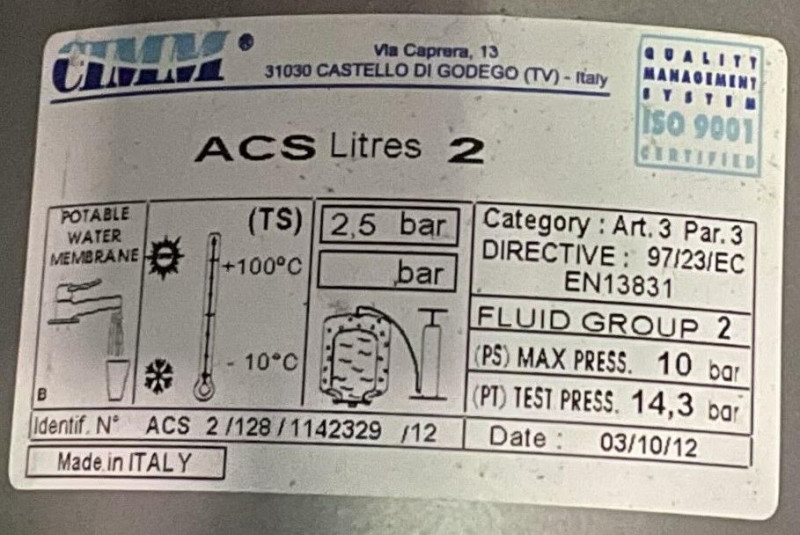 CIMM ®
Via Caprera, 13
31030 CASTELLO DI GODEGO (TV) - Italy
QUALITY
MANAGEMENT
SYSTEM
ISO 9001
CERTIFIED
ACS Litres 2
POTABLE
WATER
MEMBRANE
B
(TS)
+100°C
- 10°C
2,5 bar
bar
Category : Art. 3 Par. 3
DIRECTIVE : 97/23/EC
EN13831
FLUID GROUP 2
(PS) MAX PRESS. 10 bar
(PT) TEST PRESS. 14,3 bar
Identif. N° ACS 2 /128 / 1142329 /12
Date : 03/10/12
Made in ITALY